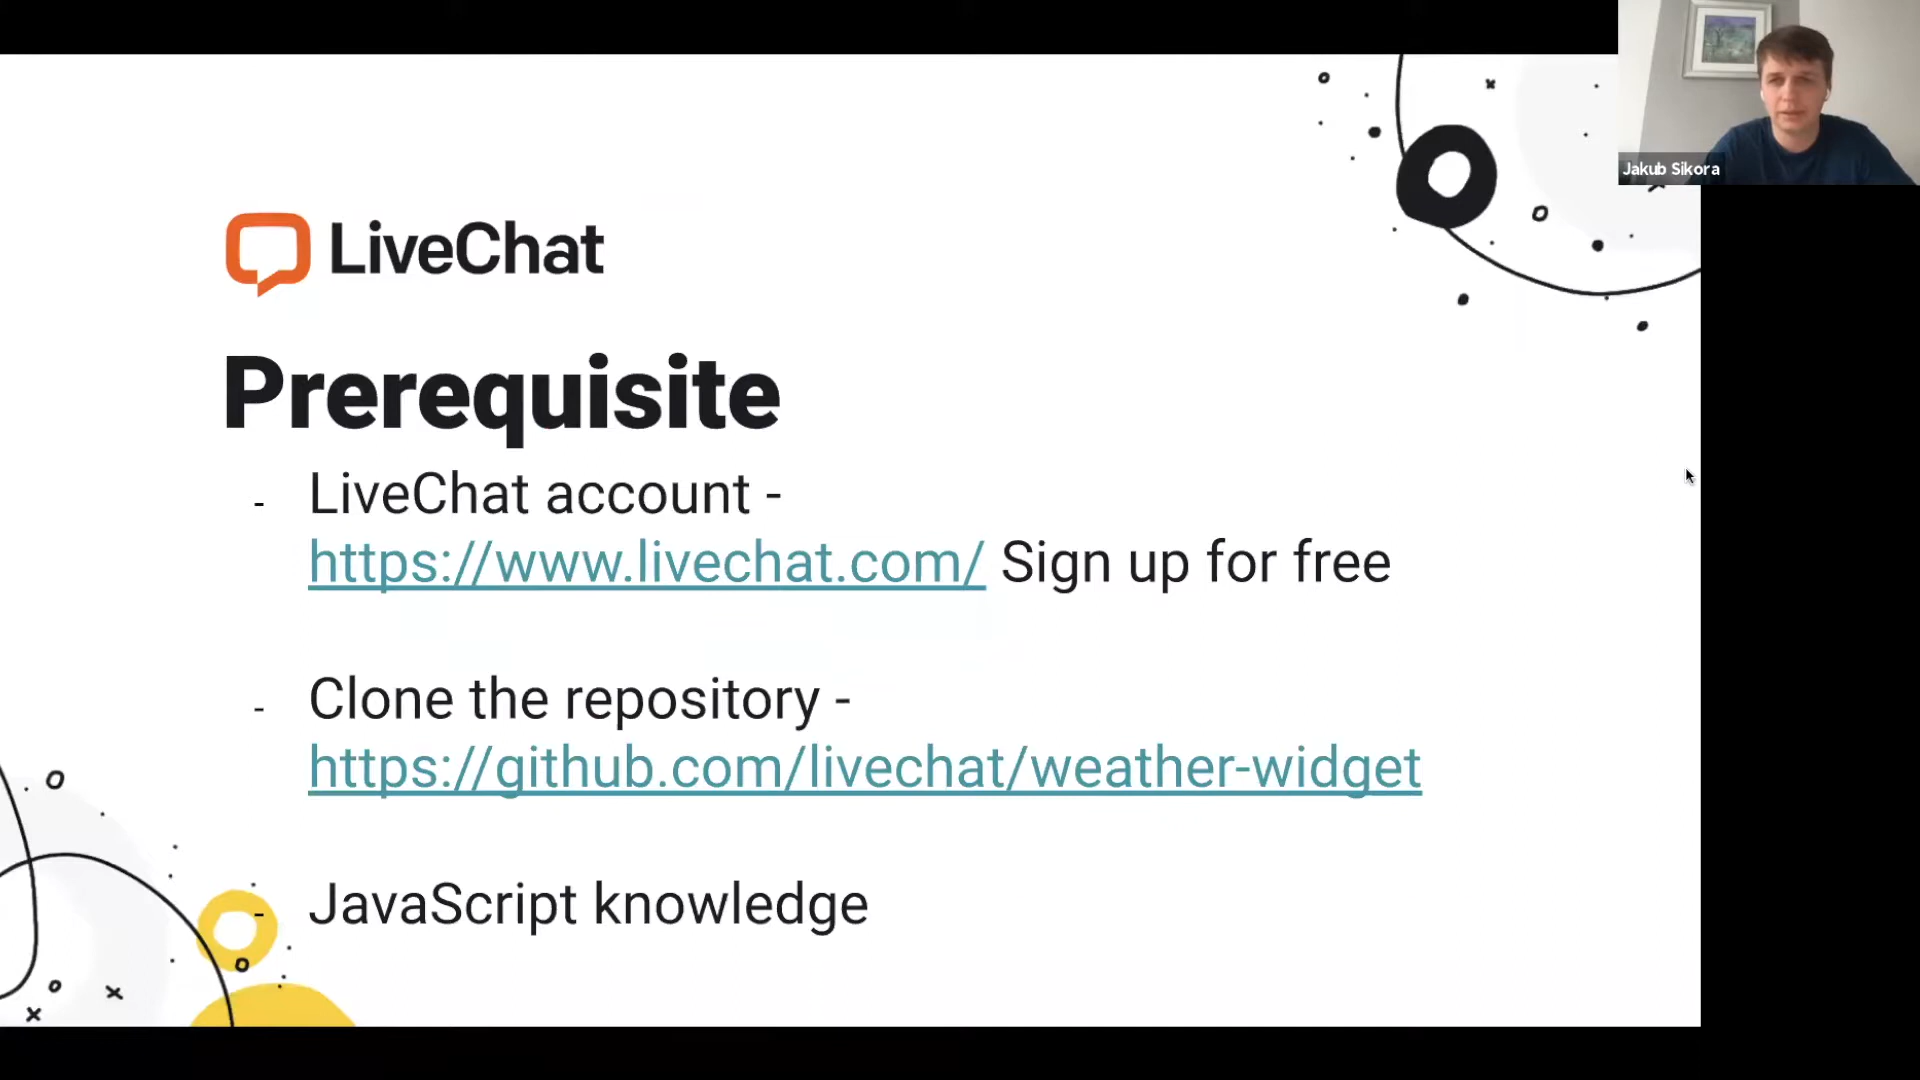 Jakub Sikora
LiveChat
Prerequisite
- LiveChat account -
https://www.livechat.com/ Sign up for free
- Clone the repository -
https://github.com/livechat/weather-widget
- JavaScript knowledge